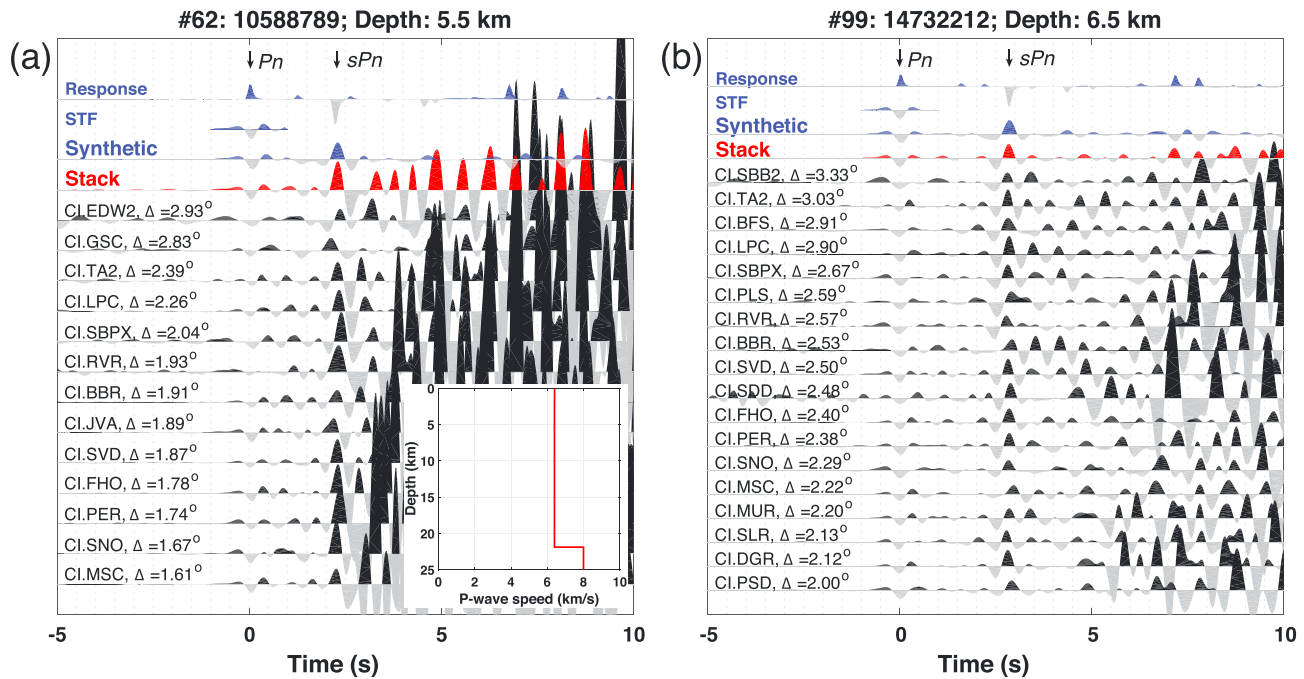 #62: 10588789; Depth: 5.5 km
(a)
Pn
sPn
Response
STF
Synthetic
Stack
CI.EDW2, Δ =2.93°
CI.GSC, Δ =2.83°
CI.TA2, Δ =2.39°
CI.LPC, Δ =2.26°
CI.SBPX, Δ =2.04°
CI.RVR, Δ =1.93°
CI.BBR, Δ =1.91°
CI.JVA, Δ =1.89°
CI.SVD, Δ =1.87°
CI.FHO, Δ =1.78°
CI.PER, Δ =1.74°
CI.SNO, Δ =1.67°
CI.MSC, Δ =1.61°
0
5
10
15
20
25
Depth (km)
0 2 4 6 8 10
P-wave speed (km/s)
-5 0 5 10
Time (s)
#99: 14732212; Depth: 6.5 km
(b)
Pn
sPn
Response
STF
Synthetic
Stack
CI.SBB2, Δ =3.33°
CI.TA2, Δ =3.03°
CI.BFS, Δ =2.91°
CI.LPC, Δ =2.90°
CI.SBPX, Δ =2.67°
CI.PLS, Δ =2.59°
CI.RVR, Δ =2.57°
CI.BBR, Δ =2.53°
CI.SVD, Δ =2.50°
CI.SDD, Δ =2.48°
CI.FHO, Δ =2.40°
CI.PER, Δ =2.38°
CI.SNO, Δ =2.29°
CI.MSC, Δ =2.22°
CI.MUR, Δ =2.20°
CI.SLR, Δ =2.13°
CI.DGR, Δ =2.12°
CI.PSD, Δ =2.00°
-5 0 5 10
Time (s)